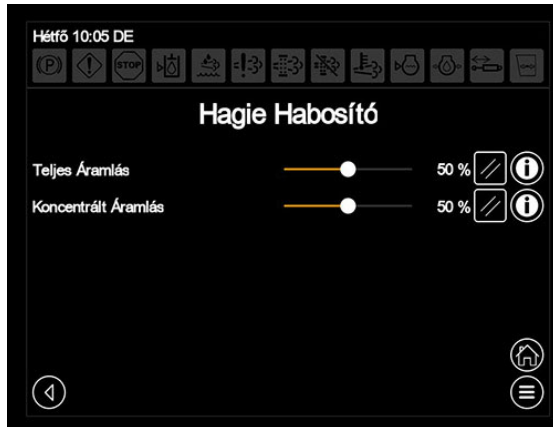 Hétfő 10:05 DE
STOP
Hagie Habosító
Teljes Áramlás 50 %
Koncentrált Áramlás 50 %